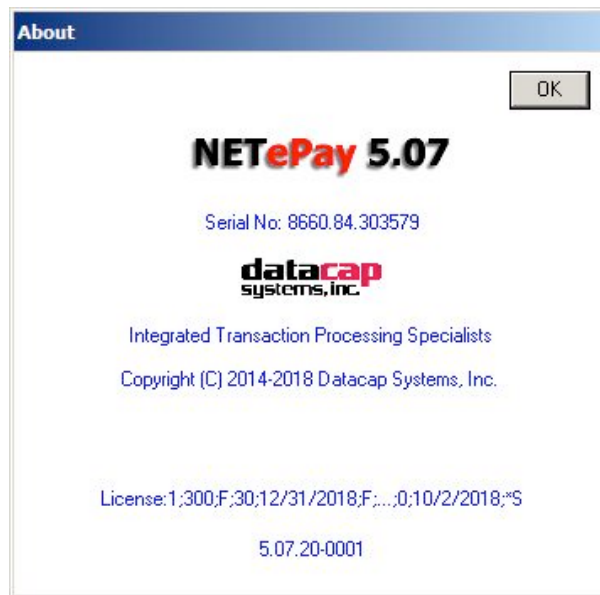 About
OK
NETePay 5.07
Serial No: 8660.84.303579
datacap
systems, inc.
Integrated Transaction Processing Specialists
Copyright (C) 2014-2018 Datacap Systems, Inc.
License:1;300;F;30;12/31/2018;F;...;0;10/2/2018;*S
5.07.20-0001